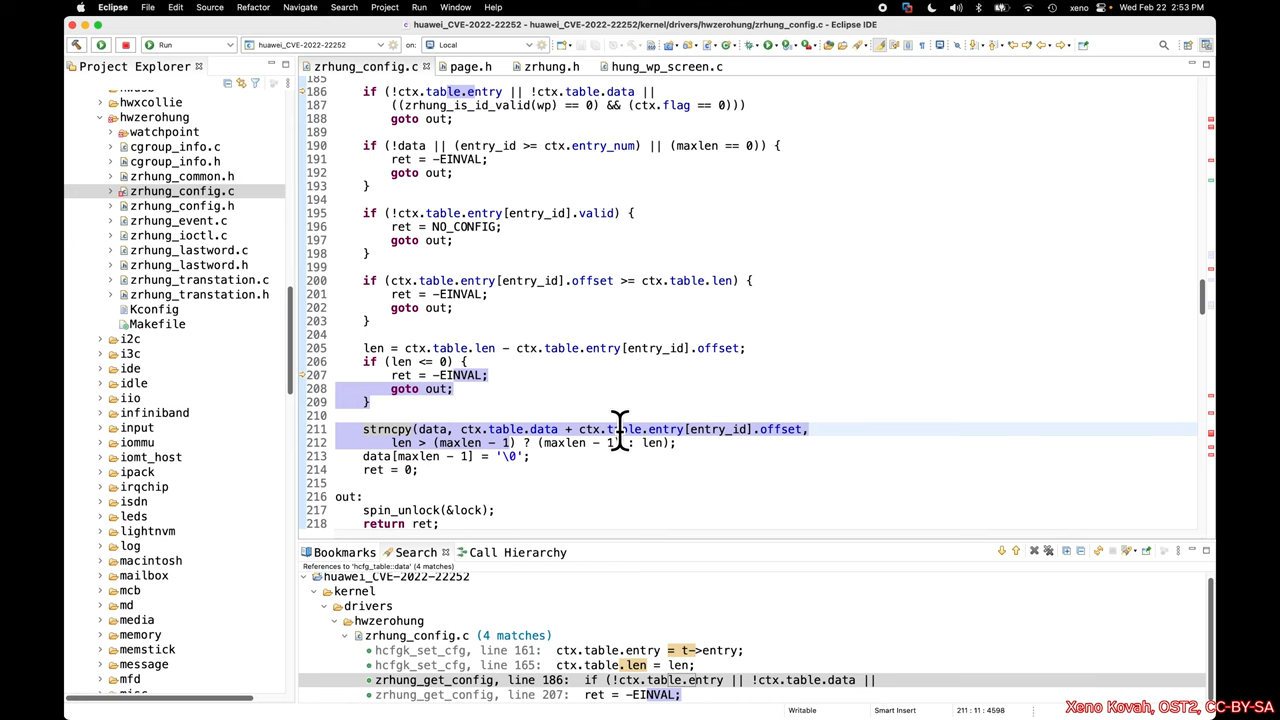 Eclipse File Edit Source Refactor Navigate Search Project Run Window Help xeno Wed Feb 22 2:53 PM
huawei_CVE-2022-22252 - huawei_CVE-2022-22252/kernel/drivers/hwzerohung/zrhung_config.c - Eclipse IDE
Run huawei_CVE-2022-22252 on: Local
Project Explorer
hwxcollie
hwzerohung
watchpoint
cgroup_info.c
cgroup_info.h
zrhung_common.h
zrhung_config.c
zrhung_config.h
zrhung_event.c
zrhung_ioctl.c
zrhung_lastword.c
zrhung_lastword.h
zrhung_transtation.c
zrhung_transtation.h
Kconfig
Makefile
i2c
i3c
ide
idle
iio
infiniband
input
iommu
iomt_host
ipack
irqchip
isdn
leds
lightnvm
log
macintosh
mailbox
mcb
md
media
memory
memstick
message
zrhung_config.c page.h zrhung.h hung_wp_screen.c
185
186 if (!ctx.table.entry || !ctx.table.data ||
187 ((zrhung_is_id_valid(wp) == 0) && (ctx.flag == 0)))
188 goto out;
189
190 if (!data || (entry_id >= ctx.entry_num) || (maxlen == 0)) {
191 ret = -EINVAL;
192 goto out;
193 }
194
195 if (!ctx.table.entry[entry_id].valid) {
196 ret = NO_CONFIG;
197 goto out;
198 }
199
200 if (ctx.table.entry[entry_id].offset >= ctx.table.len) {
201 ret = -EINVAL;
202 goto out;
203 }
204
205 len = ctx.table.len - ctx.table.entry[entry_id].offset;
206 if (len <= 0) {
207 ret = -EINVAL;
208 goto out;
209 }
210
211 strncpy(data, ctx.table.data + ctx.table.entry[entry_id].offset,
212 len > (maxlen - 1) ? (maxlen - 1) : len);
213 data[maxlen - 1] = '\0';
214 ret = 0;
215
216 out:
217 spin_unlock(&lock);
218 return ret;
Bookmarks Search Call Hierarchy
References to 'hcfg_table::data' (4 matches)
huawei_CVE-2022-22252
kernel
drivers
hwzerohung
zrhung_config.c (4 matches)
hcfgk_set_cfg, line 161: ctx.table.entry = t->entry;
hcfgk_set_cfg, line 165: ctx.table.len = len;
zrhung_get_config, line 186: if (!ctx.table.entry || !ctx.table.data ||
zrhung_get_config, line 207: ret = -EINVAL;
Writable Smart Insert 211 : 11 : 4598
Xeno Kovah, OST2, CC-BY-SA